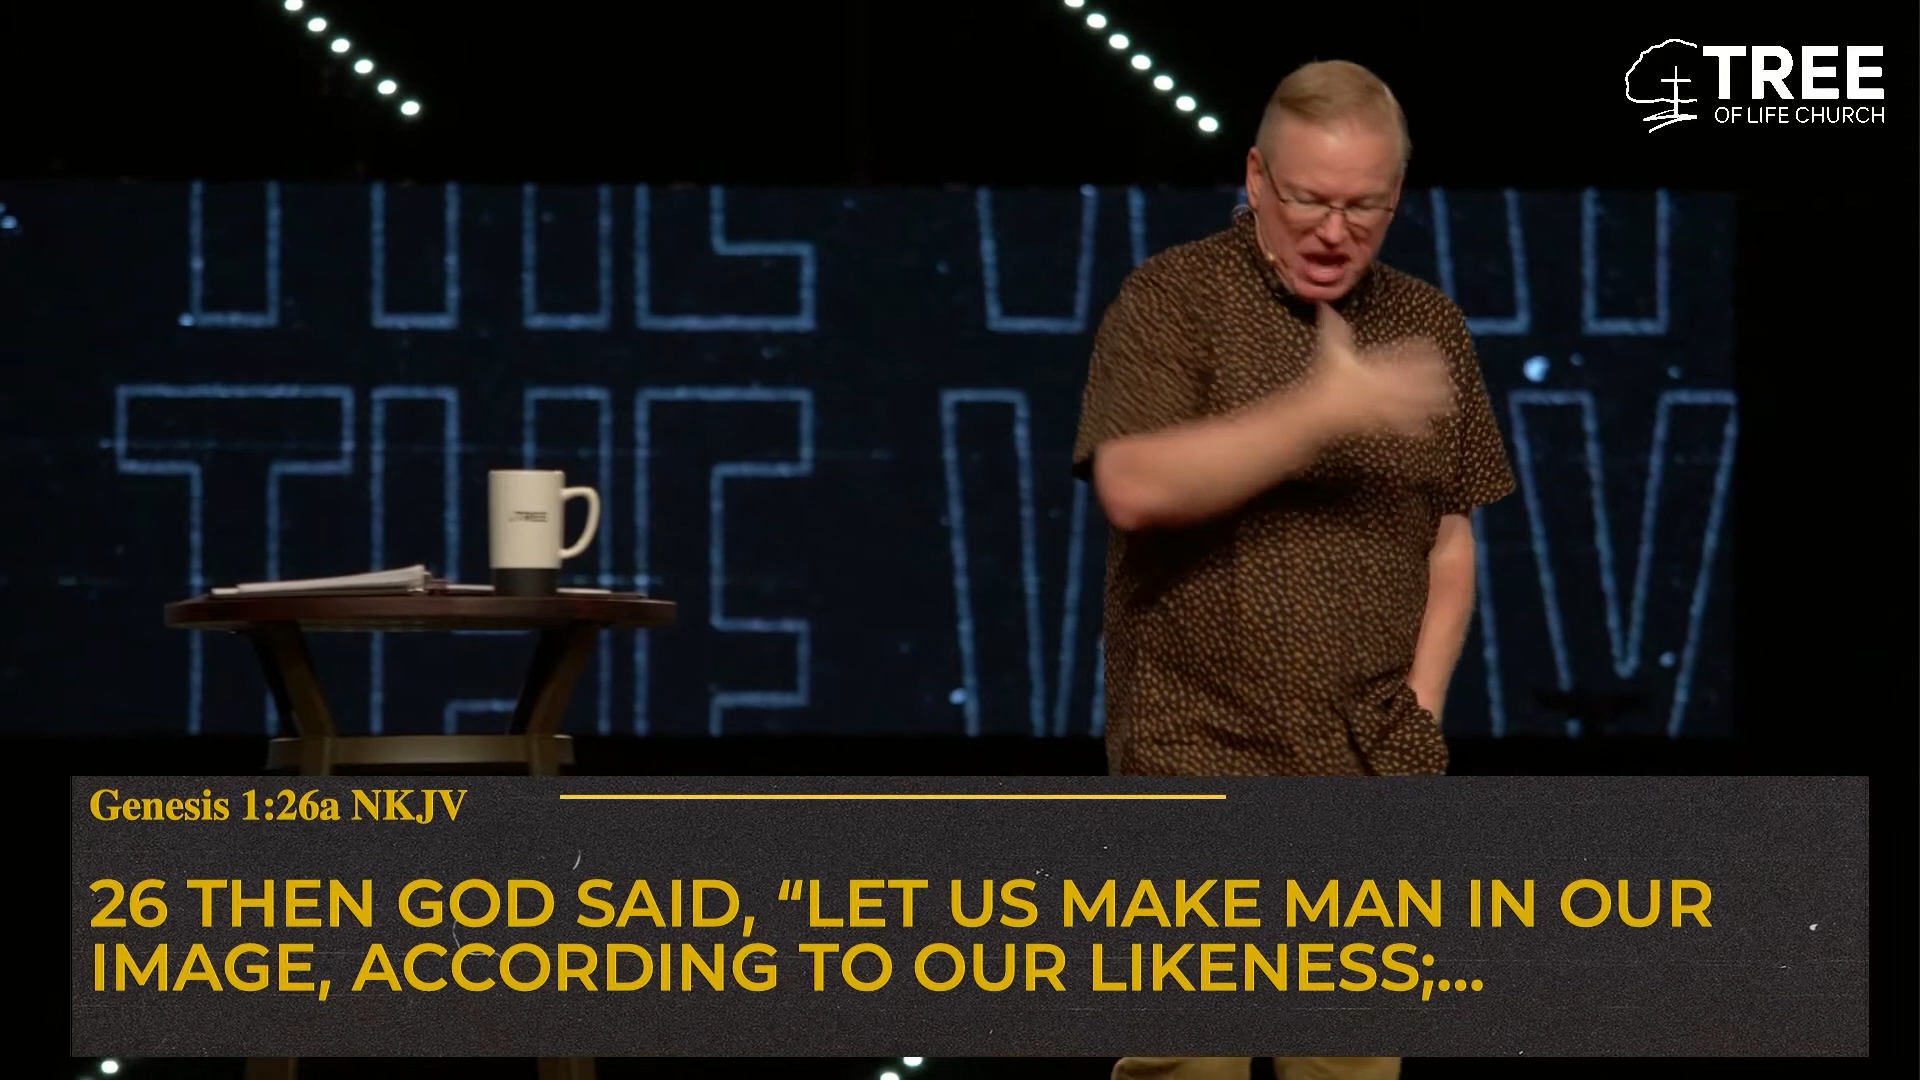 TREE
OF LIFE CHURCH
THE
Genesis 1:26a NKJV
26 THEN GOD SAID, “LET US MAKE MAN IN OUR
IMAGE, ACCORDING TO OUR LIKENESS;...